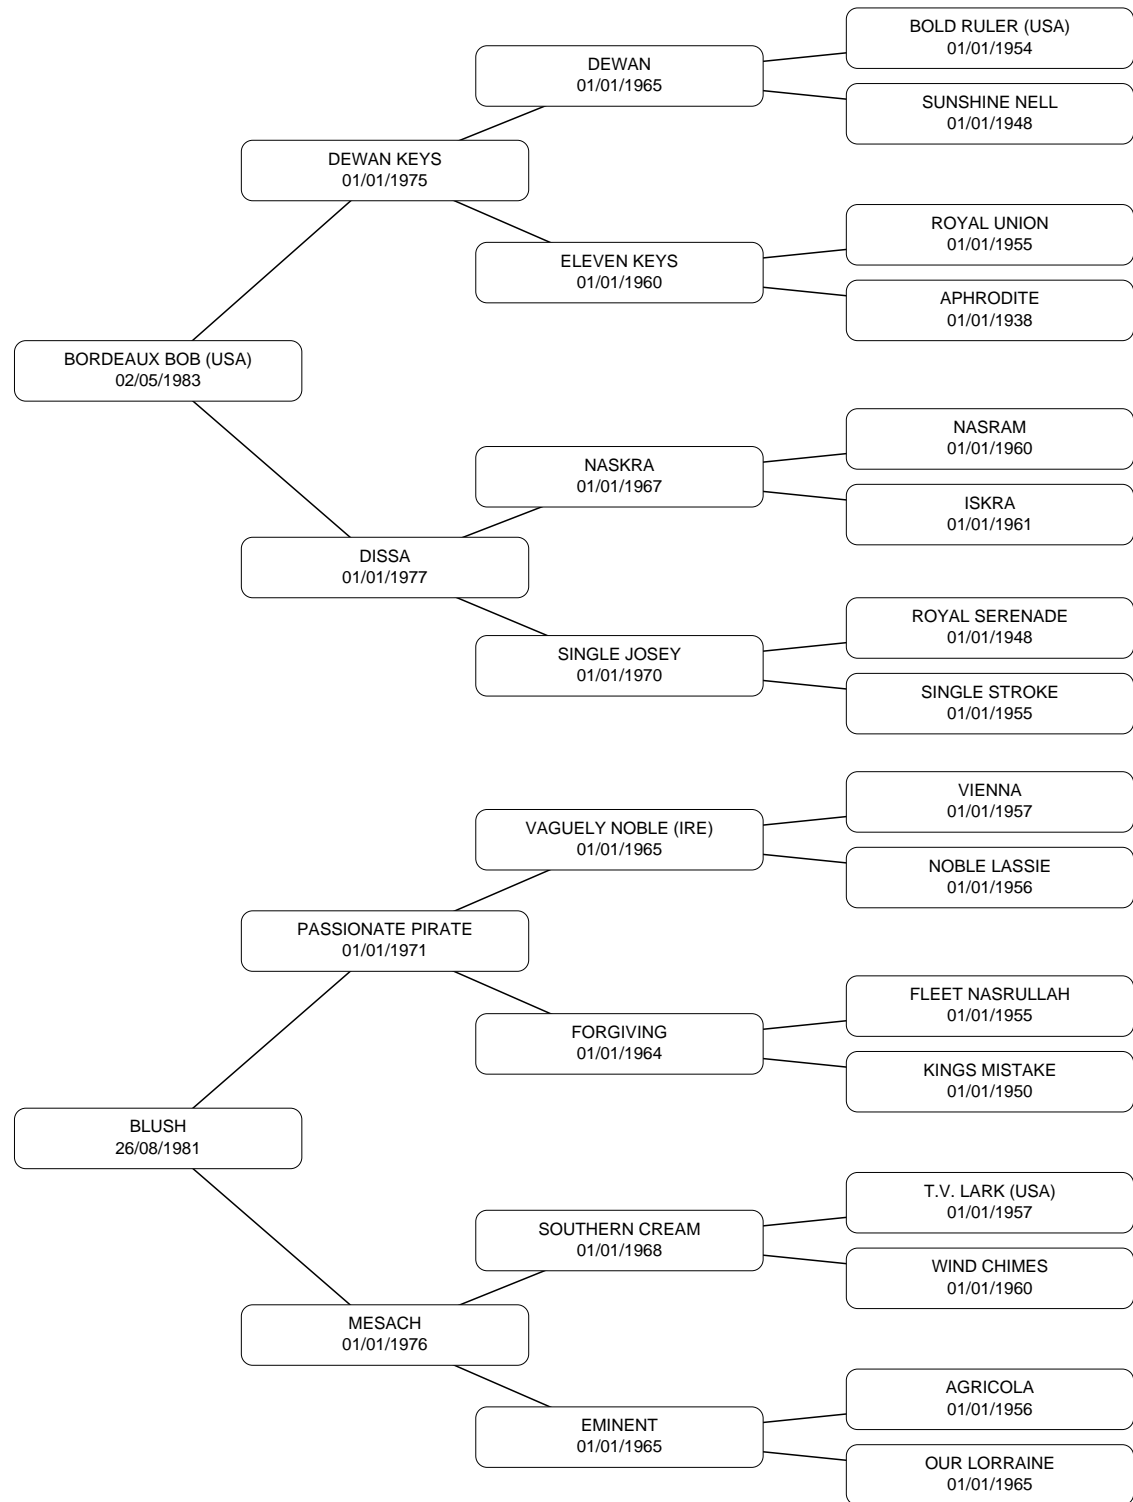 BOLD RULER (USA)
01/01/1954
DEWAN
01/01/1965
SUNSHINE NELL
01/01/1948
DEWAN KEYS
01/01/1975
ROYAL UNION
01/01/1955
ELEVEN KEYS
01/01/1960
APHRODITE
01/01/1938
BORDEAUX BOB (USA)
02/05/1983
NASRAM
01/01/1960
NASKRA
01/01/1967
ISKRA
01/01/1961
DISSA
01/01/1977
ROYAL SERENADE
01/01/1948
SINGLE JOSEY
01/01/1970
SINGLE STROKE
01/01/1955
VIENNA
01/01/1957
VAGUELY NOBLE (IRE)
01/01/1965
NOBLE LASSIE
01/01/1956
PASSIONATE PIRATE
01/01/1971
FLEET NASRULLAH
01/01/1955
FORGIVING
01/01/1964
KINGS MISTAKE
01/01/1950
BLUSH
26/08/1981
T.V. LARK (USA)
01/01/1957
SOUTHERN CREAM
01/01/1968
WIND CHIMES
01/01/1960
MESACH
01/01/1976
AGRICOLA
01/01/1956
EMINENT
01/01/1965
OUR LORRAINE
01/01/1965